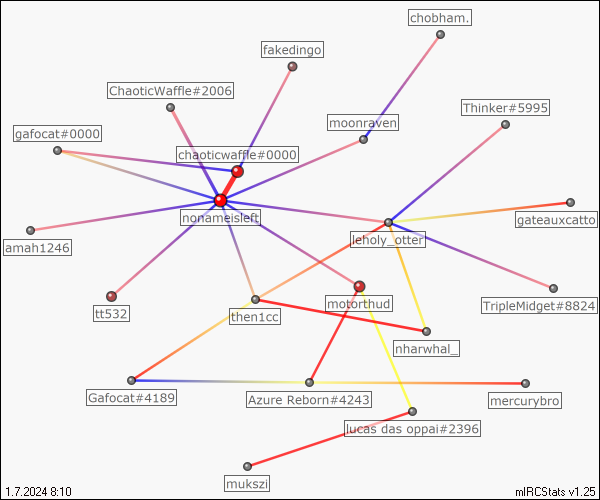 chobham.
fakedingo
ChaoticWaffle#2006
Thinker#5995
moonraven
gafocat#0000
chaoticwaffle#0000
nonameisleft
gateauxcatto
leholy_otter
amah1246
motorthud
TripleMidget#8824
tt532
then1cc
nharwhal_
Gafocat#4189
Azure Reborn#4243
mercurybro
lucas das oppai#2396
mukszi
1.7.2024 8:10
mIRCStats v1.25